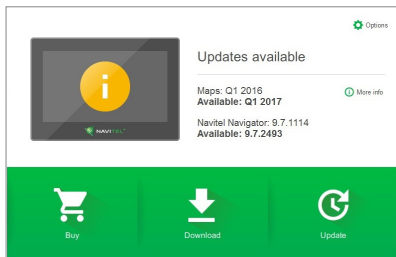 Options
Updates available
Maps: Q1 2016
Available: Q1 2017
More info
Navitel Navigator: 9.7.1114
Available: 9.7.2493
NAVITEL
Buy
Download
Update